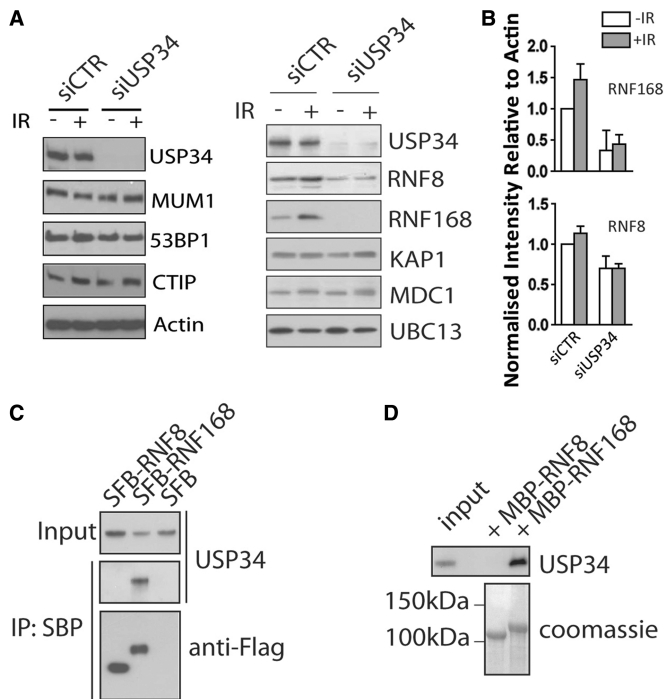 A
siCTR
siUSP34
IR - + - +
USP34
MUM1
53BP1
CTIP
Actin
siCTR
siUSP34
IR - + - +
USP34
RNF8
RNF168
KAP1
MDC1
UBC13
B
-IR
+IR
Normalised Intensity Relative to Actin
2.0
1.5
1.0
0.5
0.0
RNF168
1.5
1.0
0.5
0.0
RNF8
siCTR
siUSP34
C
SFB-RNF8
SFB-RNF168
SFB
Input
USP34
IP: SBP
anti-Flag
D
input
+ MBP-RNF8
+ MBP-RNF168
USP34
150kDa
100kDa
coomassie